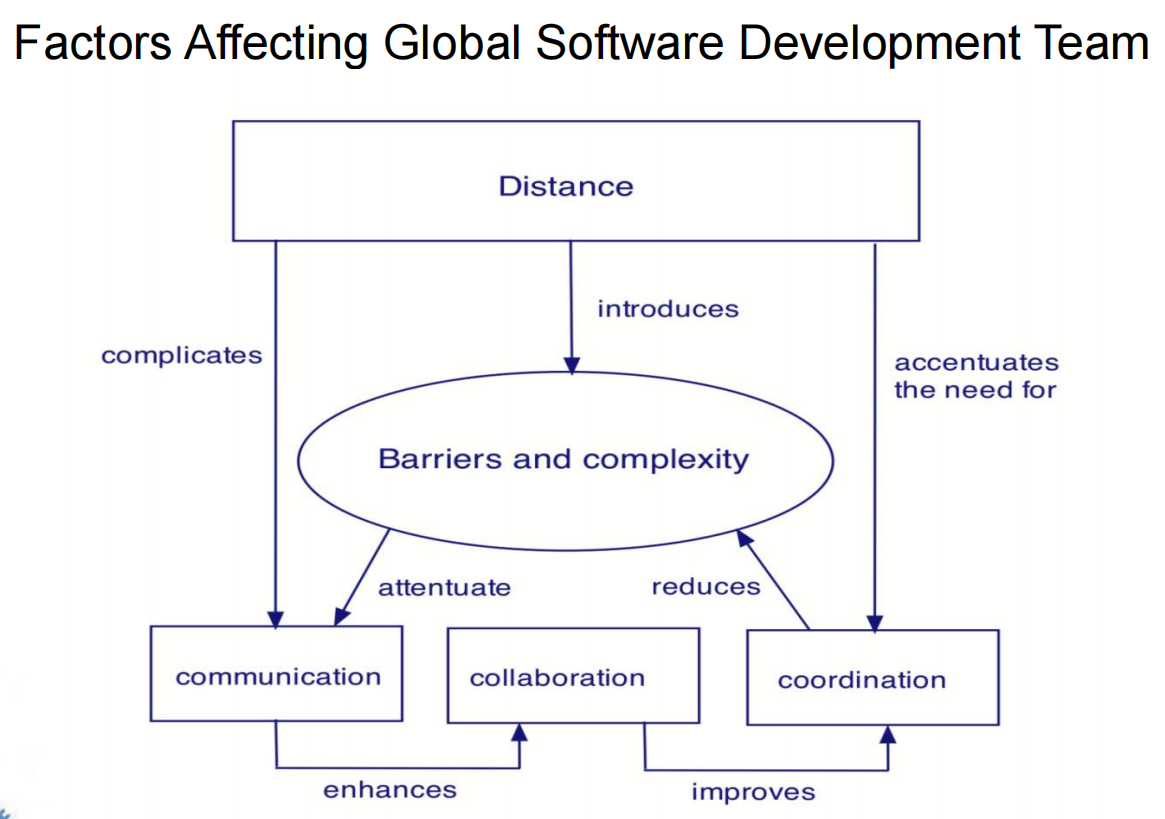 Factors Affecting Global Software Development Team
Distance
introduces
complicates
accentuates
the need for
Barriers and complexity
attentuate
reduces
communication
collaboration
coordination
enhances
improves